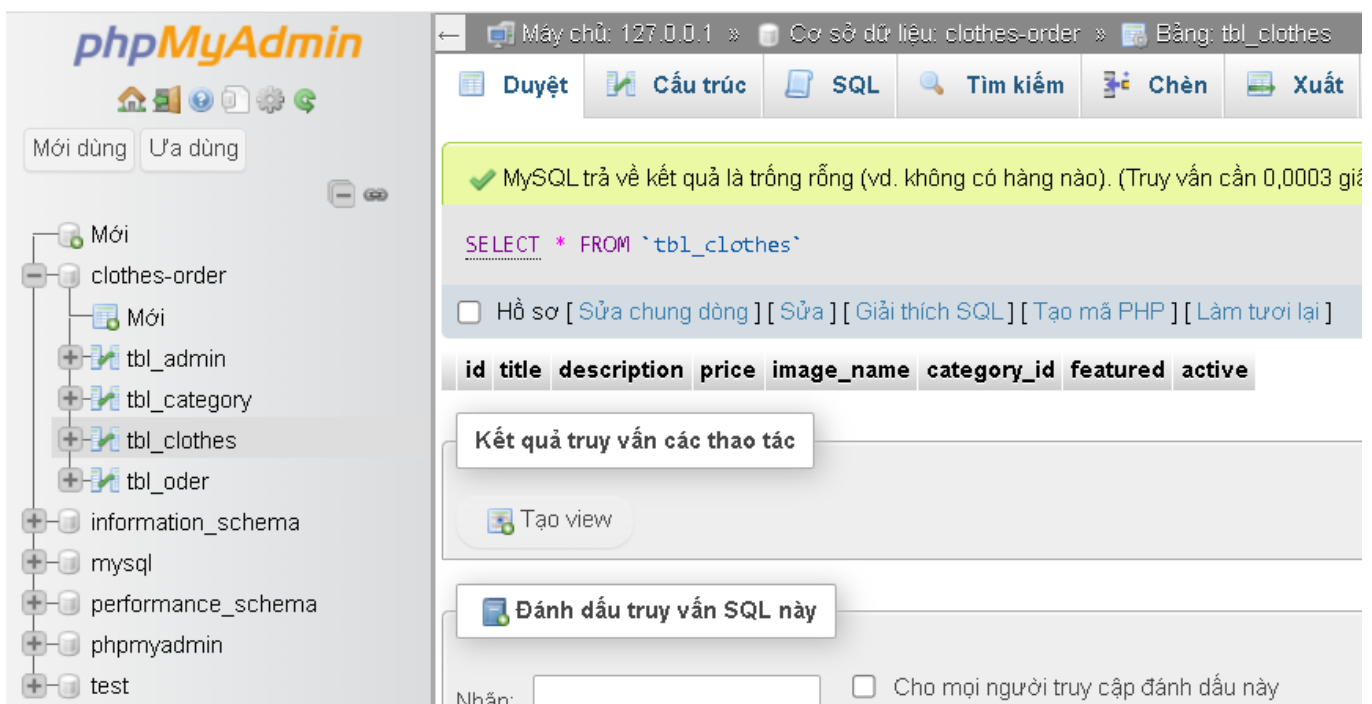 phpMyAdmin
Mới dùng Ưa dùng
Mới
clothes-order
Mới
tbl_admin
tbl_category
tbl_clothes
tbl_oder
information_schema
mysql
performance_schema
phpmyadmin
test
← Máy chủ: 127.0.0.1 » Cơ sở dữ liệu: clothes-order » Bảng: tbl_clothes
Duyệt Cấu trúc SQL Tìm kiếm Chèn Xuất
MySQL trả về kết quả là trống rỗng (vd. không có hàng nào). (Truy vấn cần 0,0003 giâ
SELECT * FROM `tbl_clothes`
Hồ sơ [ Sửa chung dòng ] [ Sửa ] [ Giải thích SQL ] [ Tạo mã PHP ] [ Làm tươi lại ]
id title description price image_name category_id featured active
Kết quả truy vấn các thao tác
Tạo view
Đánh dấu truy vấn SQL này
Nhãn: Cho mọi người truy cập đánh dấu này